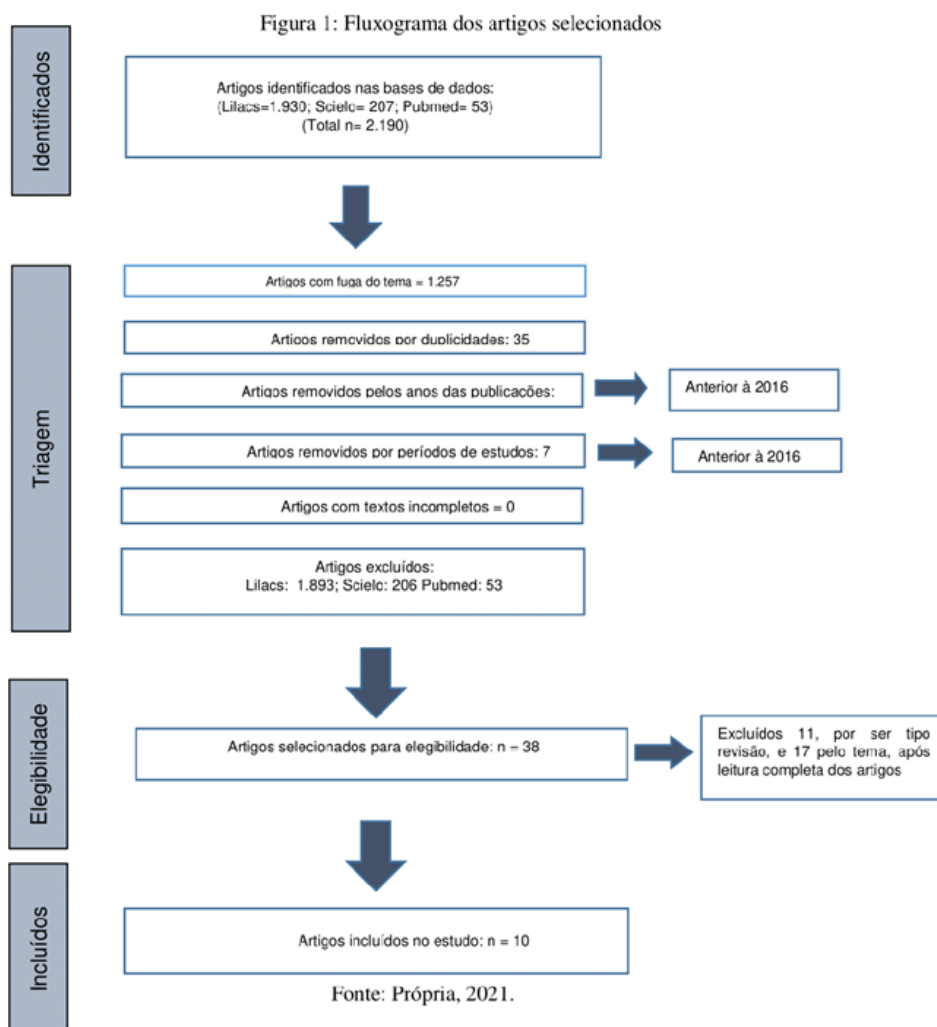 Figura 1: Fluxograma dos artigos selecionados
Identificados
Artigos identificados nas bases de dados:
(Lilacs=1.930; Scielo= 207; Pubmed= 53)
(Total n= 2.190)
Triagem
Artigos com fuga do tema = 1.257
Artigos removidos por duplicidades: 35
Artigos removidos pelos anos das publicações:
Anterior à 2016
Artigos removidos por períodos de estudos: 7
Anterior à 2016
Artigos com textos incompletos = 0
Artigos excluídos:
Lilacs: 1.893; Scielo: 206 Pubmed: 53
Elegibilidade
Artigos selecionados para elegibilidade: n – 38
Excluídos 11, por ser tipo
revisão, e 17 pelo tema, após
leitura completa dos artigos
Incluídos
Artigos incluídos no estudo: n = 10
Fonte: Própria, 2021.